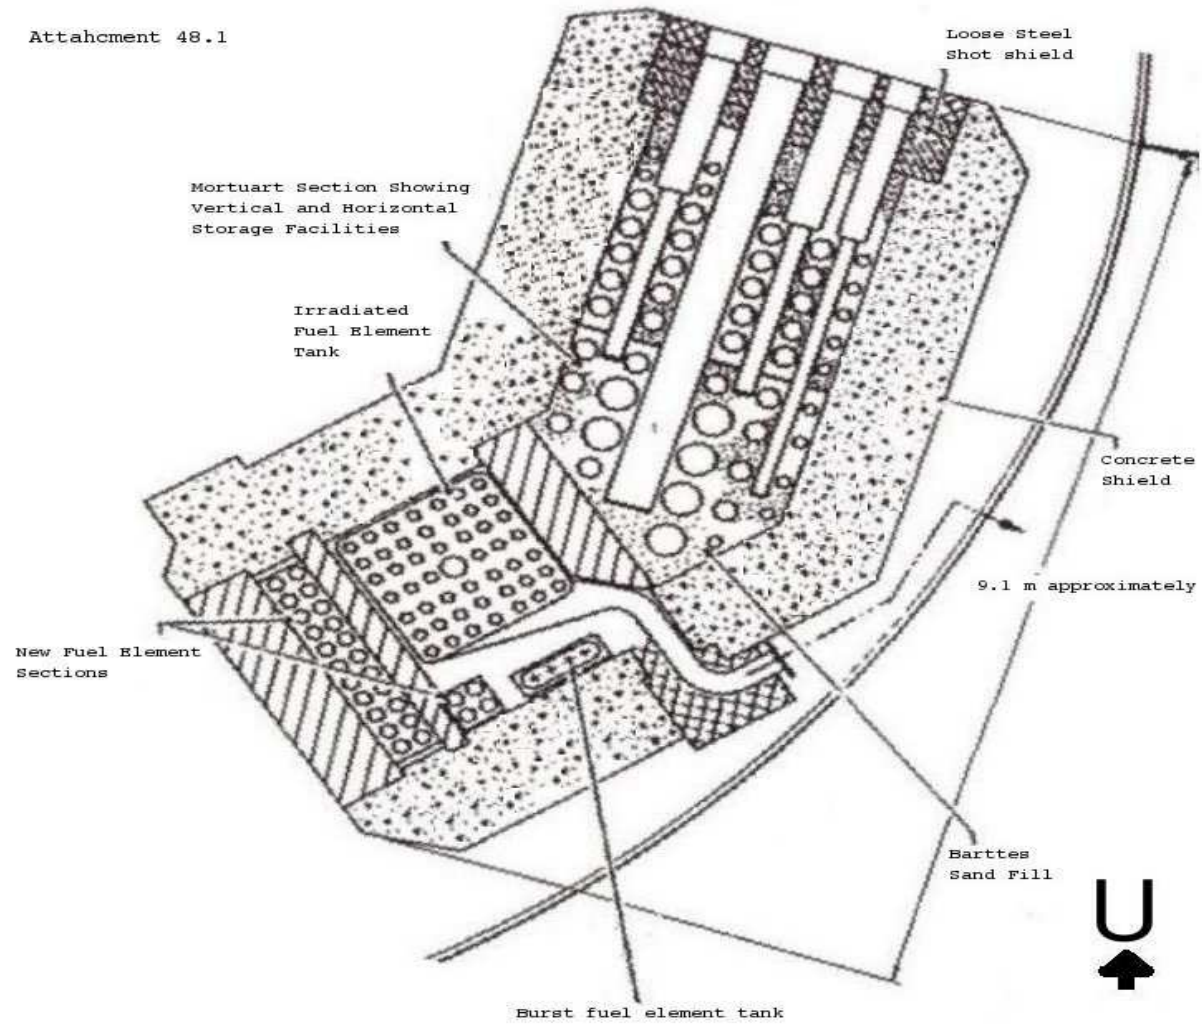 Attahcment 48.1
Loose Steel
Shot shield
Mortuart Section Showing
Vertical and Horizontal
Storage Facilities
Irradiated
Fuel Element
Tank
Concrete
Shield
9.1 m approximately
New Fuel Element
Sections
Barttes
Sand Fill
U
Burst fuel element tank